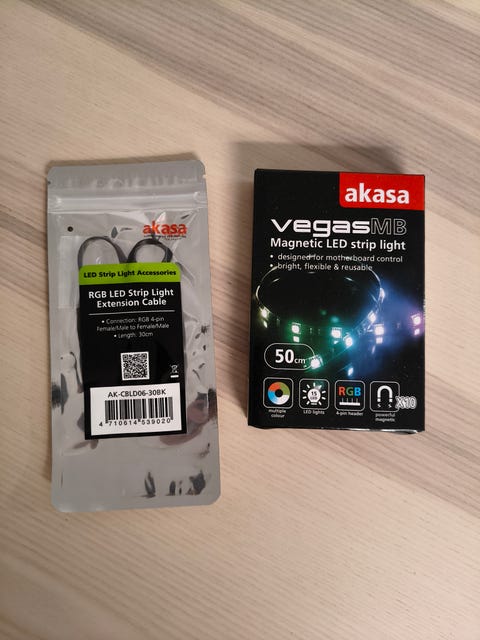 akasa
LED Strip Light Accessories
RGB LED Strip Light
Extension Cable
• Connection: RGB 4-pin
Female/Male to Female/Male
• Length: 30cm
AK-CBLD06-30BK
4 710614 539020
akasa
vegasMB
Magnetic LED strip light
• designed for motherboard control
• bright, flexible & reusable
50cm
multiple
colour
15
LED
LED lights
RGB
4-pin header
X10
powerful
magnetic